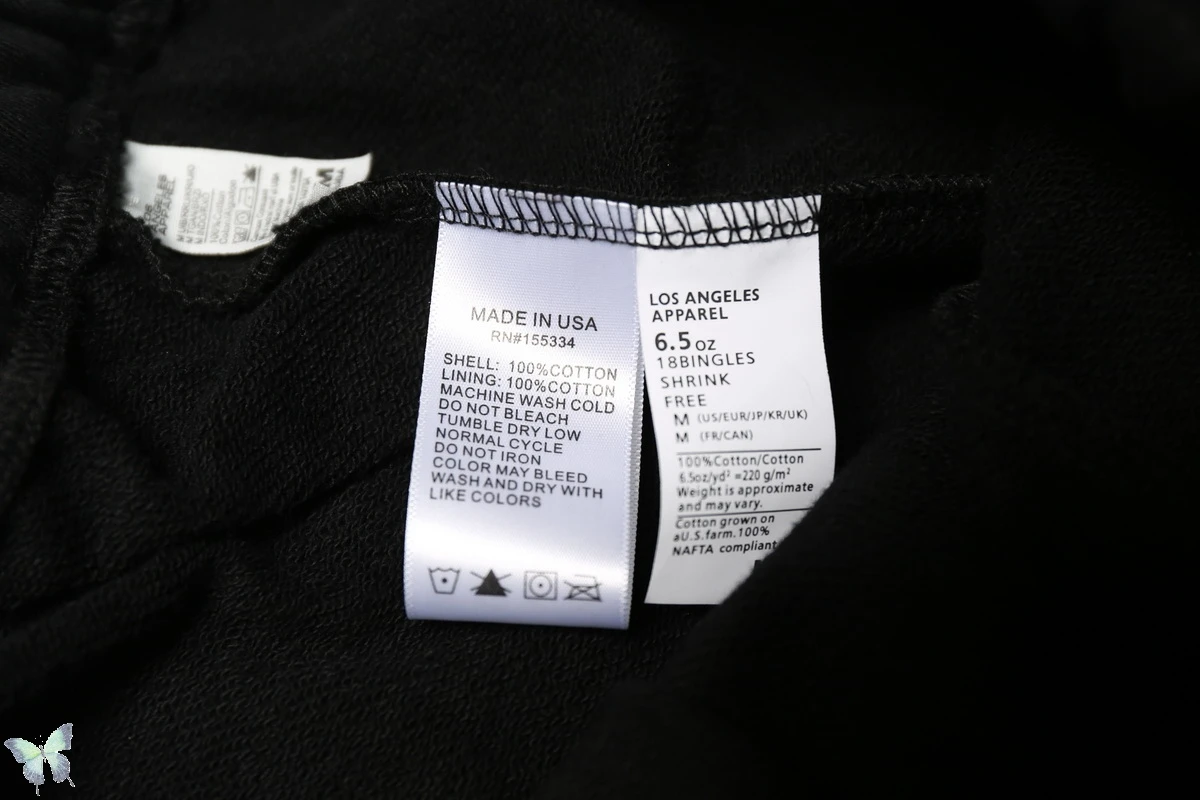 MADE IN USA
RN#155334
SHELL: 100%COTTON
LINING: 100%COTTON
MACHINE WASH COLD
DO NOT BLEACH
TUMBLE DRY LOW
NORMAL CYCLE
DO NOT IRON
COLOR MAY BLEED
WASH AND DRY WITH
LIKE COLORS
LOS ANGELES
APPAREL
6.5 oz
18BINGLES
SHRINK
FREE
M (US/EUR/JP/KR/UK)
M (FR/CAN)
100%Cotton/Cotton
6.5oz/yd² =220 g/m²
Weight is approximate
and may vary.
Cotton grown on
aU.S.farm.100%
NAFTA compliant
M